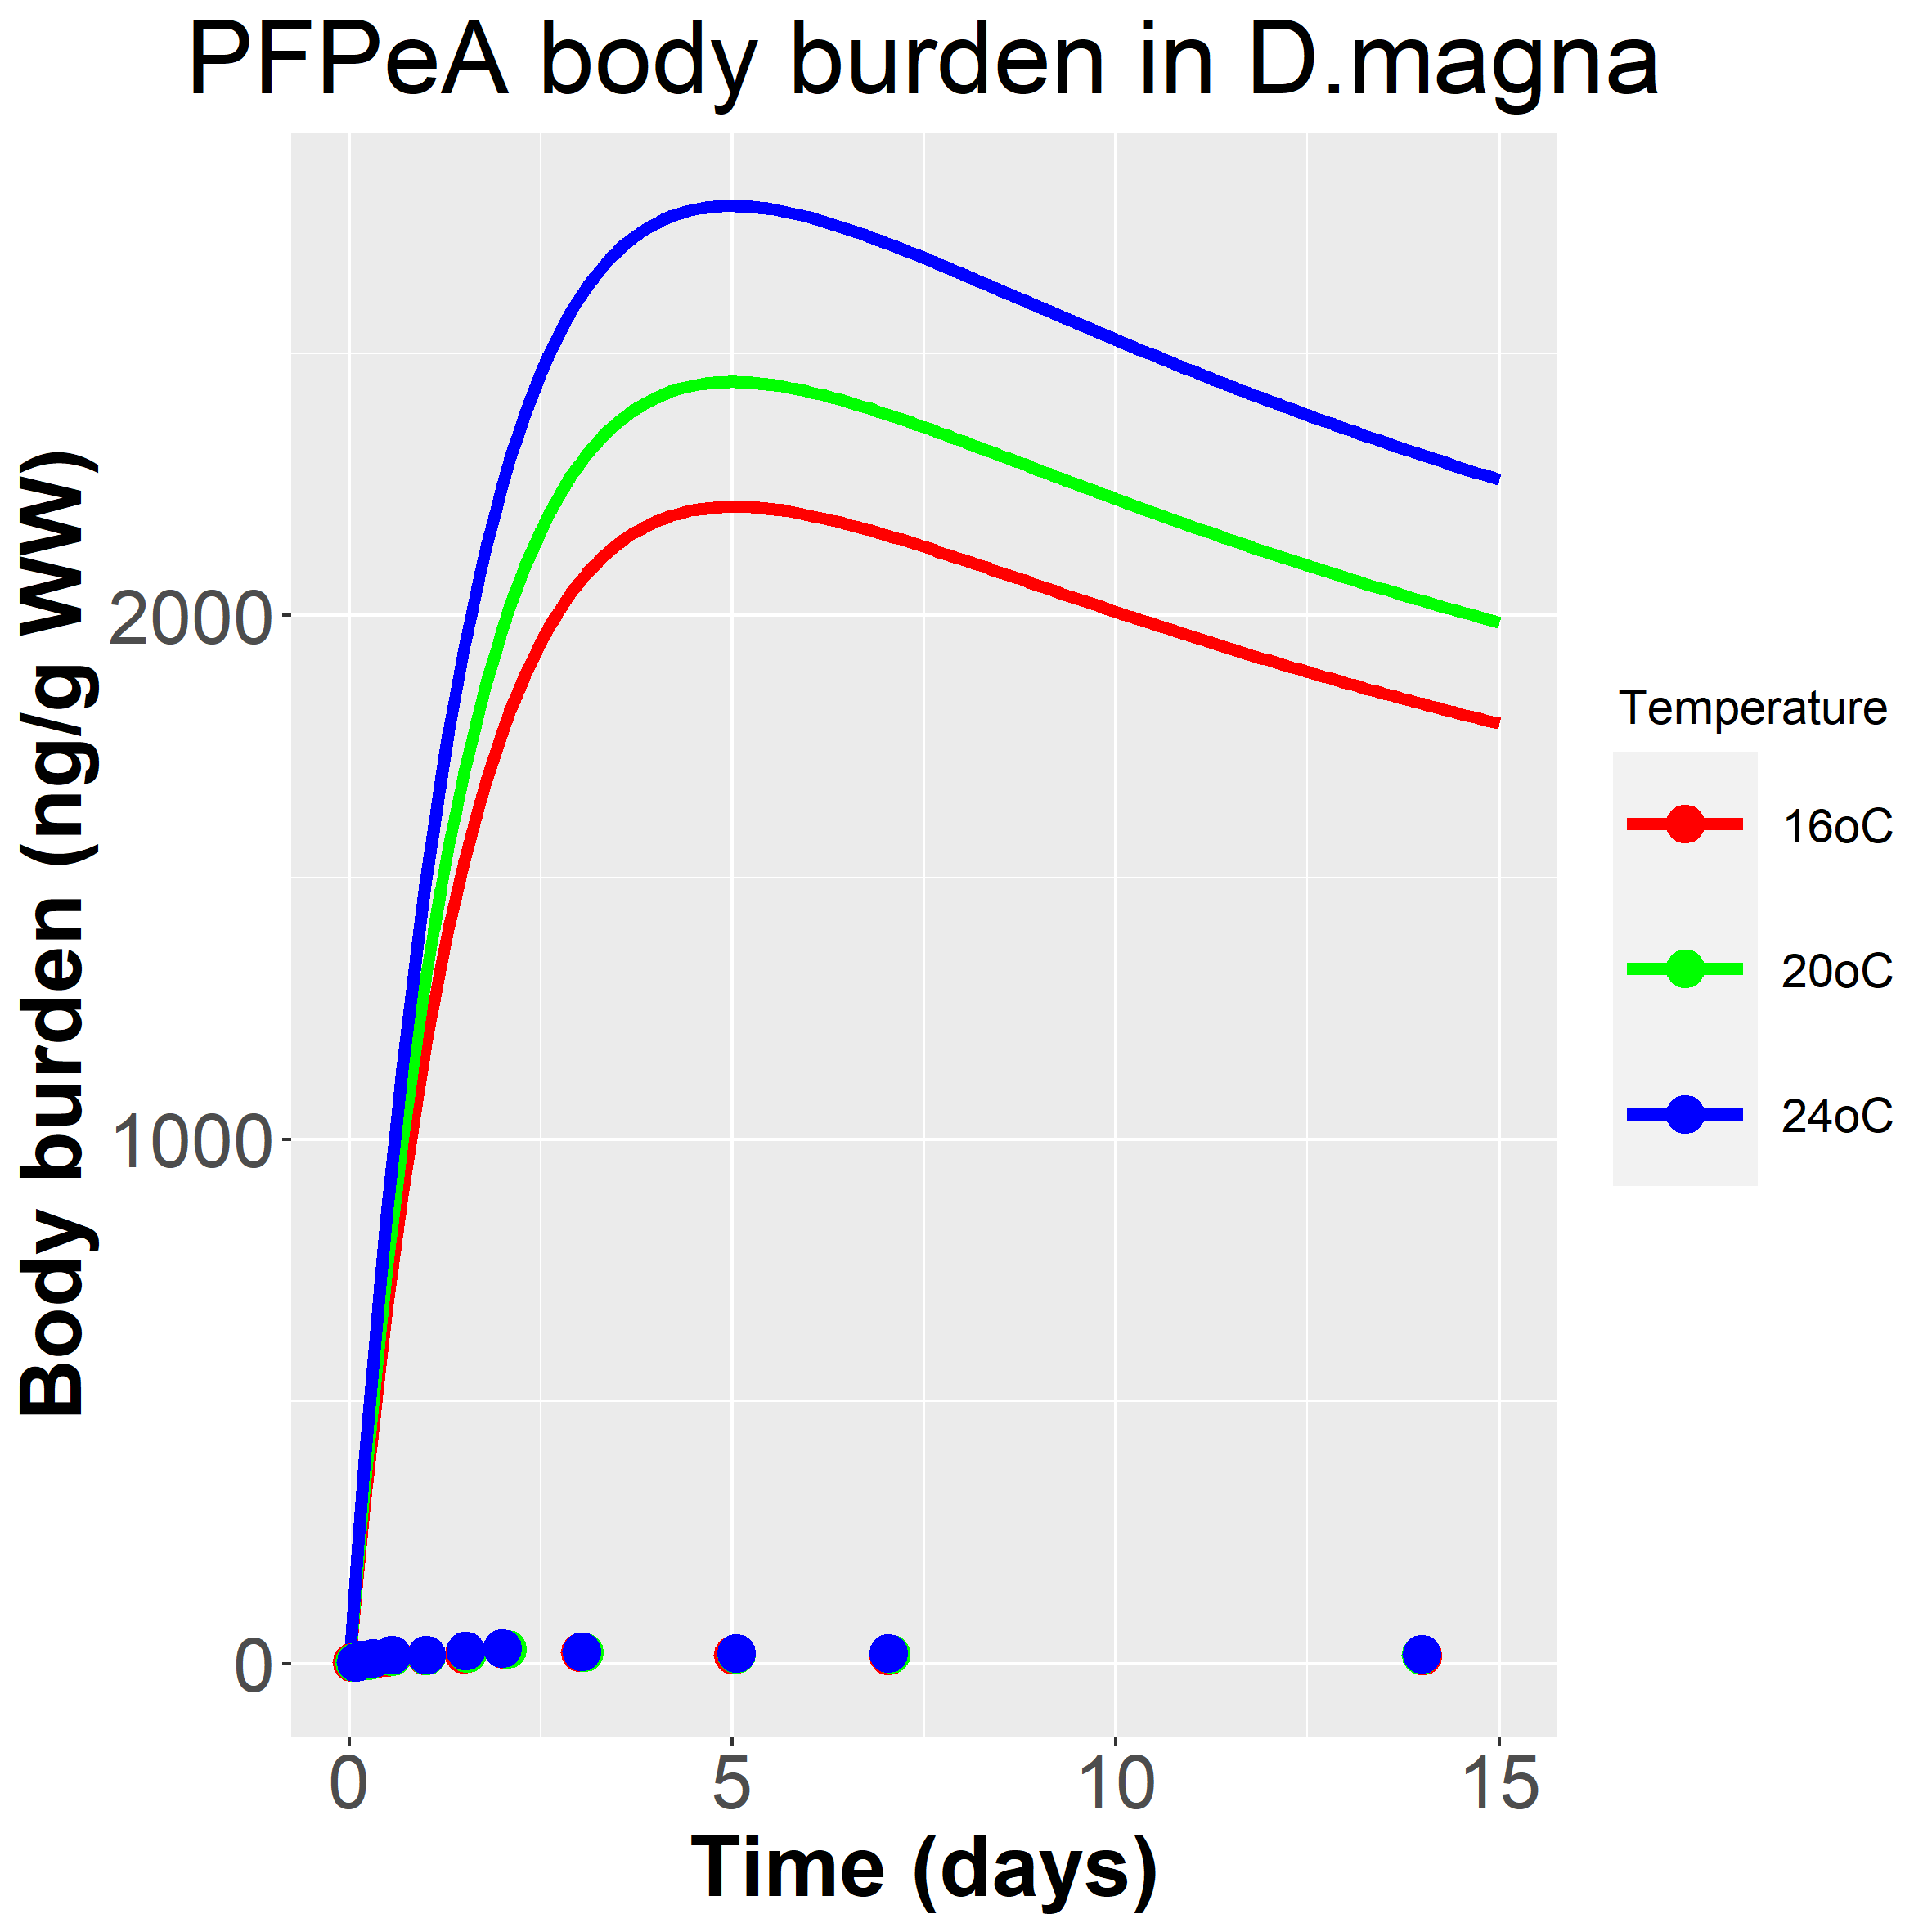 PFPeA body burden in D.magna
Body burden (ng/g WW)
2000
1000
0
0 5 10 15
Time (days)
Temperature
16oC
20oC
24oC